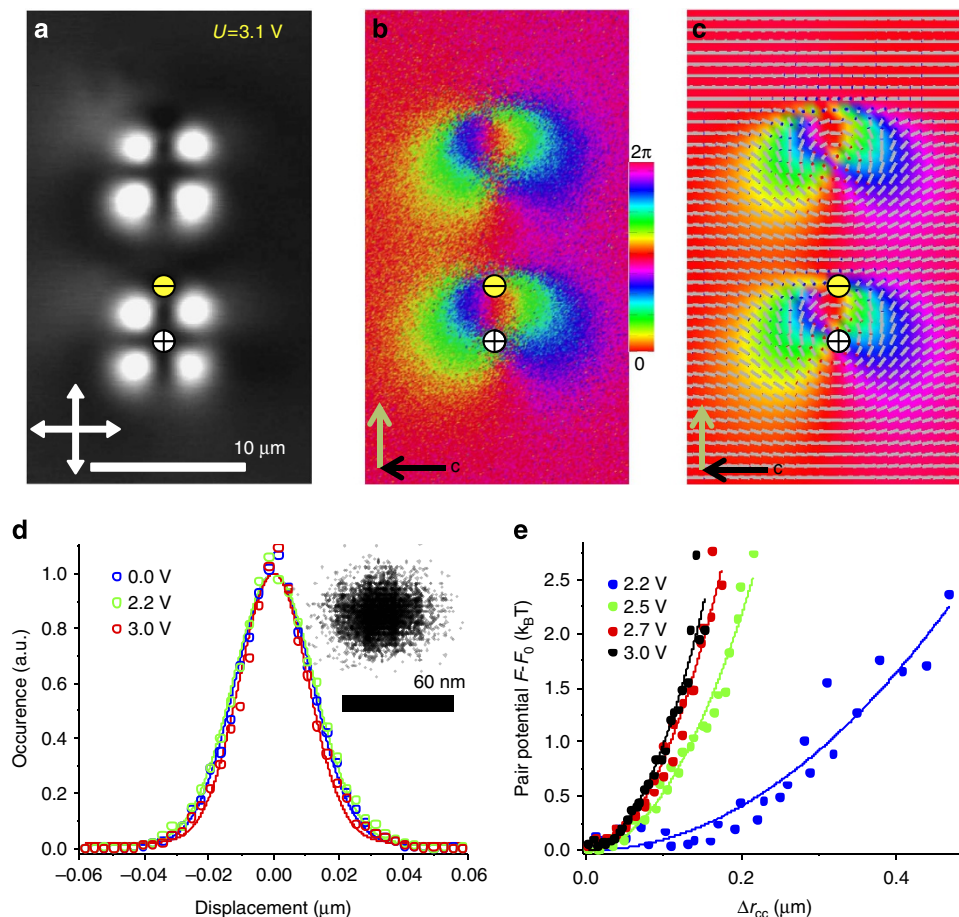 a
U=3.1 V
10 μm
b
2π
0
c
c
c
d
0.0 V
2.2 V
3.0 V
60 nm
1.0
0.8
0.6
0.4
0.2
0.0
Occurence (a.u.)
–0.06
–0.04
–0.02
0.00
0.02
0.04
0.06
Displacement (μm)
e
2.2 V
2.5 V
2.7 V
3.0 V
2.5
2.0
1.5
1.0
0.5
0.0
Pair potential F-F₀ (k_BT)
0.0
0.2
0.4
Δr_cc (μm)